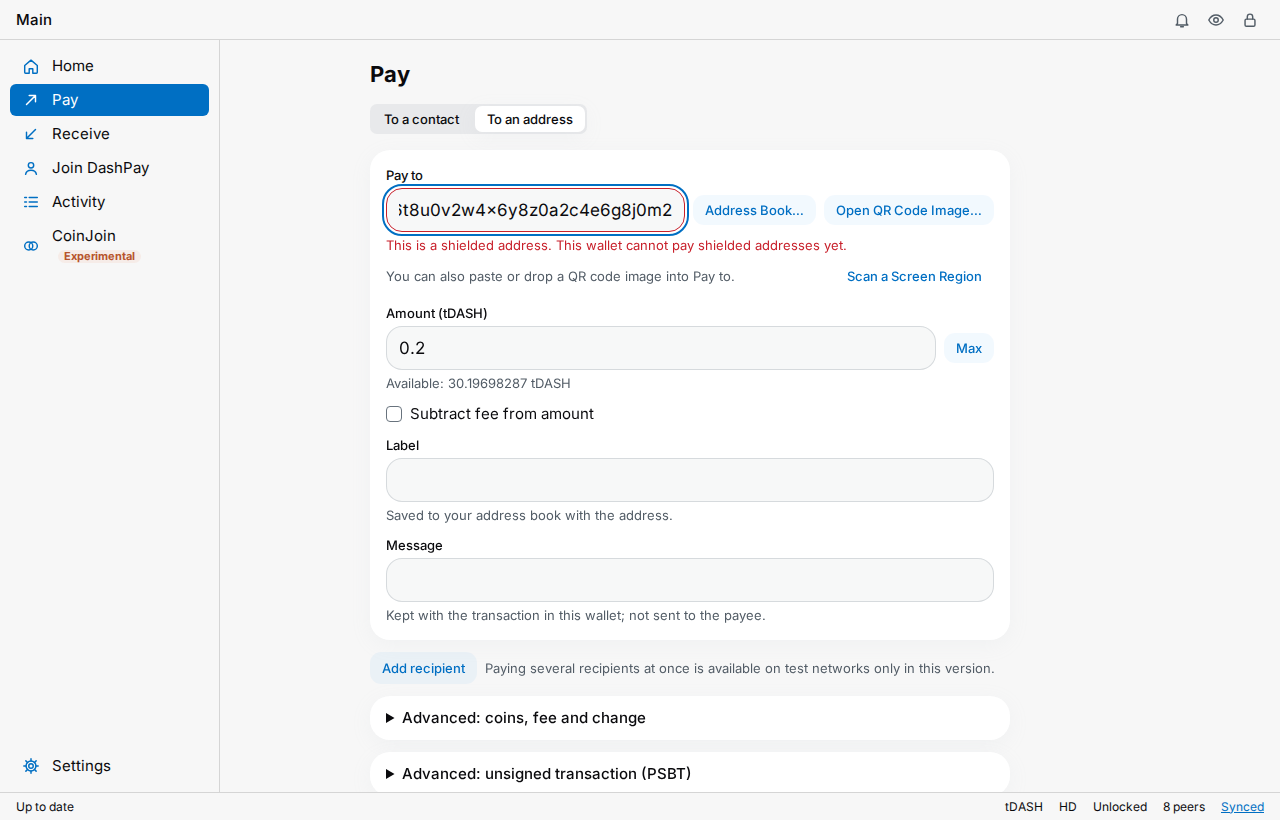 Main
Home
Pay
Receive
Join DashPay
Activity
CoinJoin
Experimental
Settings
Pay
To a contact
To an address
Pay to
8t8u0v2w4x6y8z0a2c4e6g8j0m2
Address Book...
Open QR Code Image...
This is a shielded address. This wallet cannot pay shielded addresses yet.
You can also paste or drop a QR code image into Pay to.
Scan a Screen Region
Amount (tDASH)
0.2
Max
Available: 30.19698287 tDASH
Subtract fee from amount
Label
Saved to your address book with the address.
Message
Kept with the transaction in this wallet; not sent to the payee.
Add recipient
Paying several recipients at once is available on test networks only in this version.
Advanced: coins, fee and change
Advanced: unsigned transaction (PSBT)
Up to date
tDASH
HD
Unlocked
8 peers
Synced